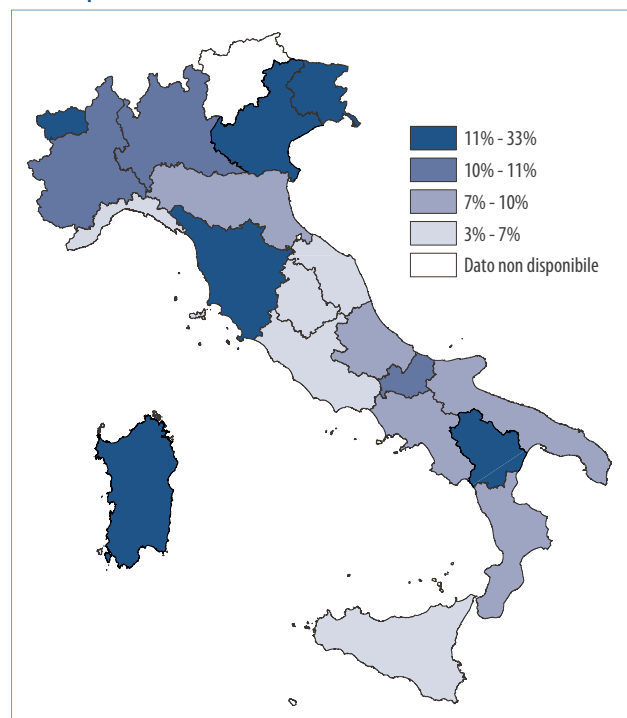 11% - 33%
10% - 11%
7% - 10%
3% - 7%
Dato non disponibile